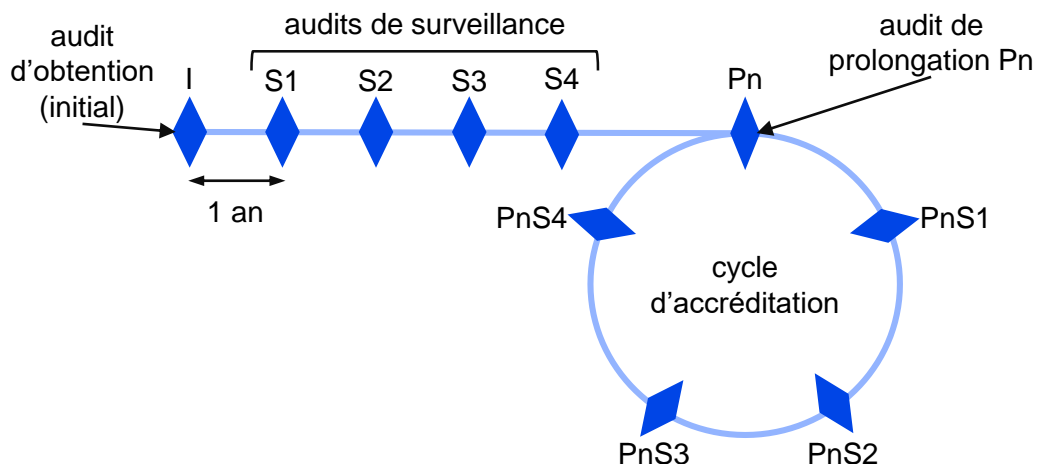 audit
d'obtention
(initial)
audits de surveillance
audit de
prolongation Pn
I
S1
S2
S3
S4
Pn
1 an
PnS4
PnS1
cycle
d'accréditation
PnS3
PnS2